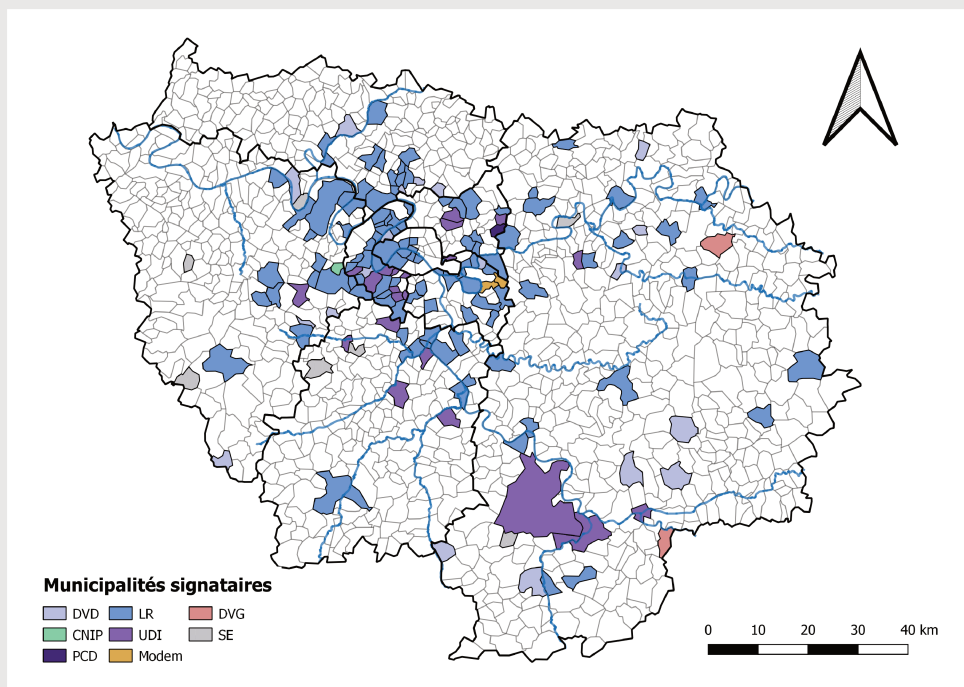 Municipalités signataires
DVD LR DVG
CNIP UDI SE
PCD Modem
0 10 20 30 40 km